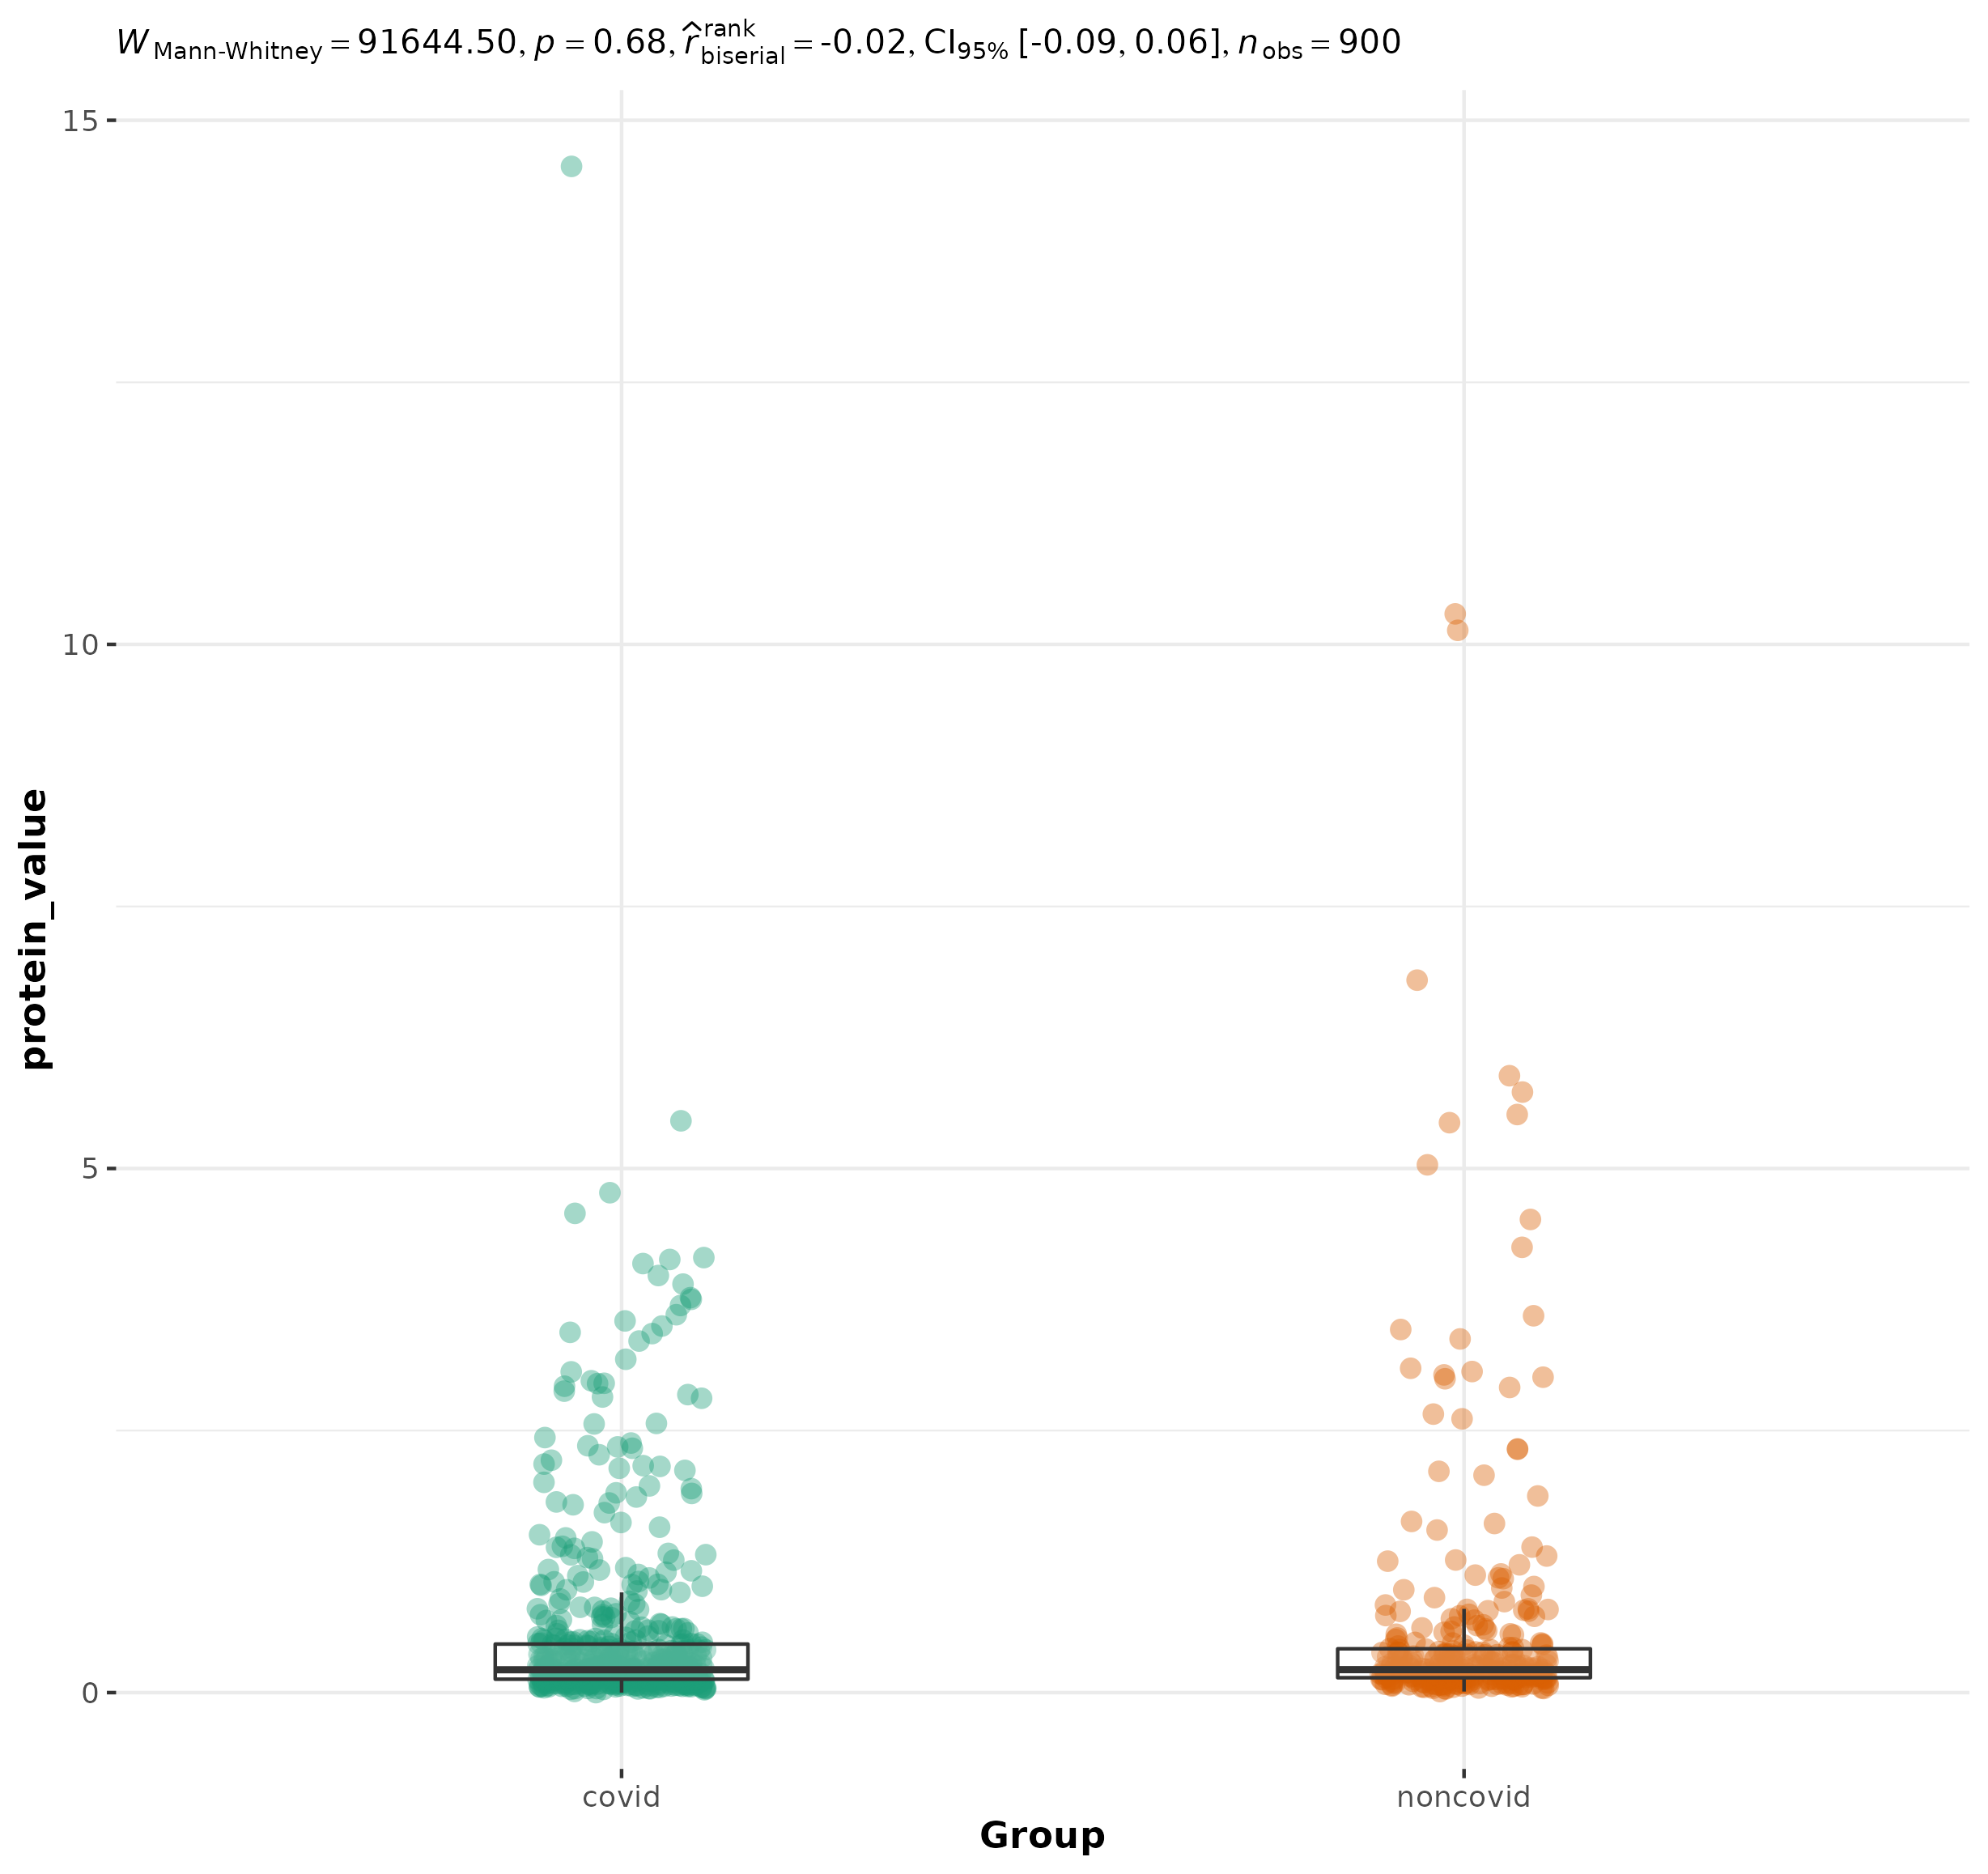 W Mann-Whitney = 91644.50, p = 0.68, r̂ rank biserial = -0.02, CI95% [-0.09, 0.06], n obs = 900
15
10
5
0
protein_value
covid noncovid
Group